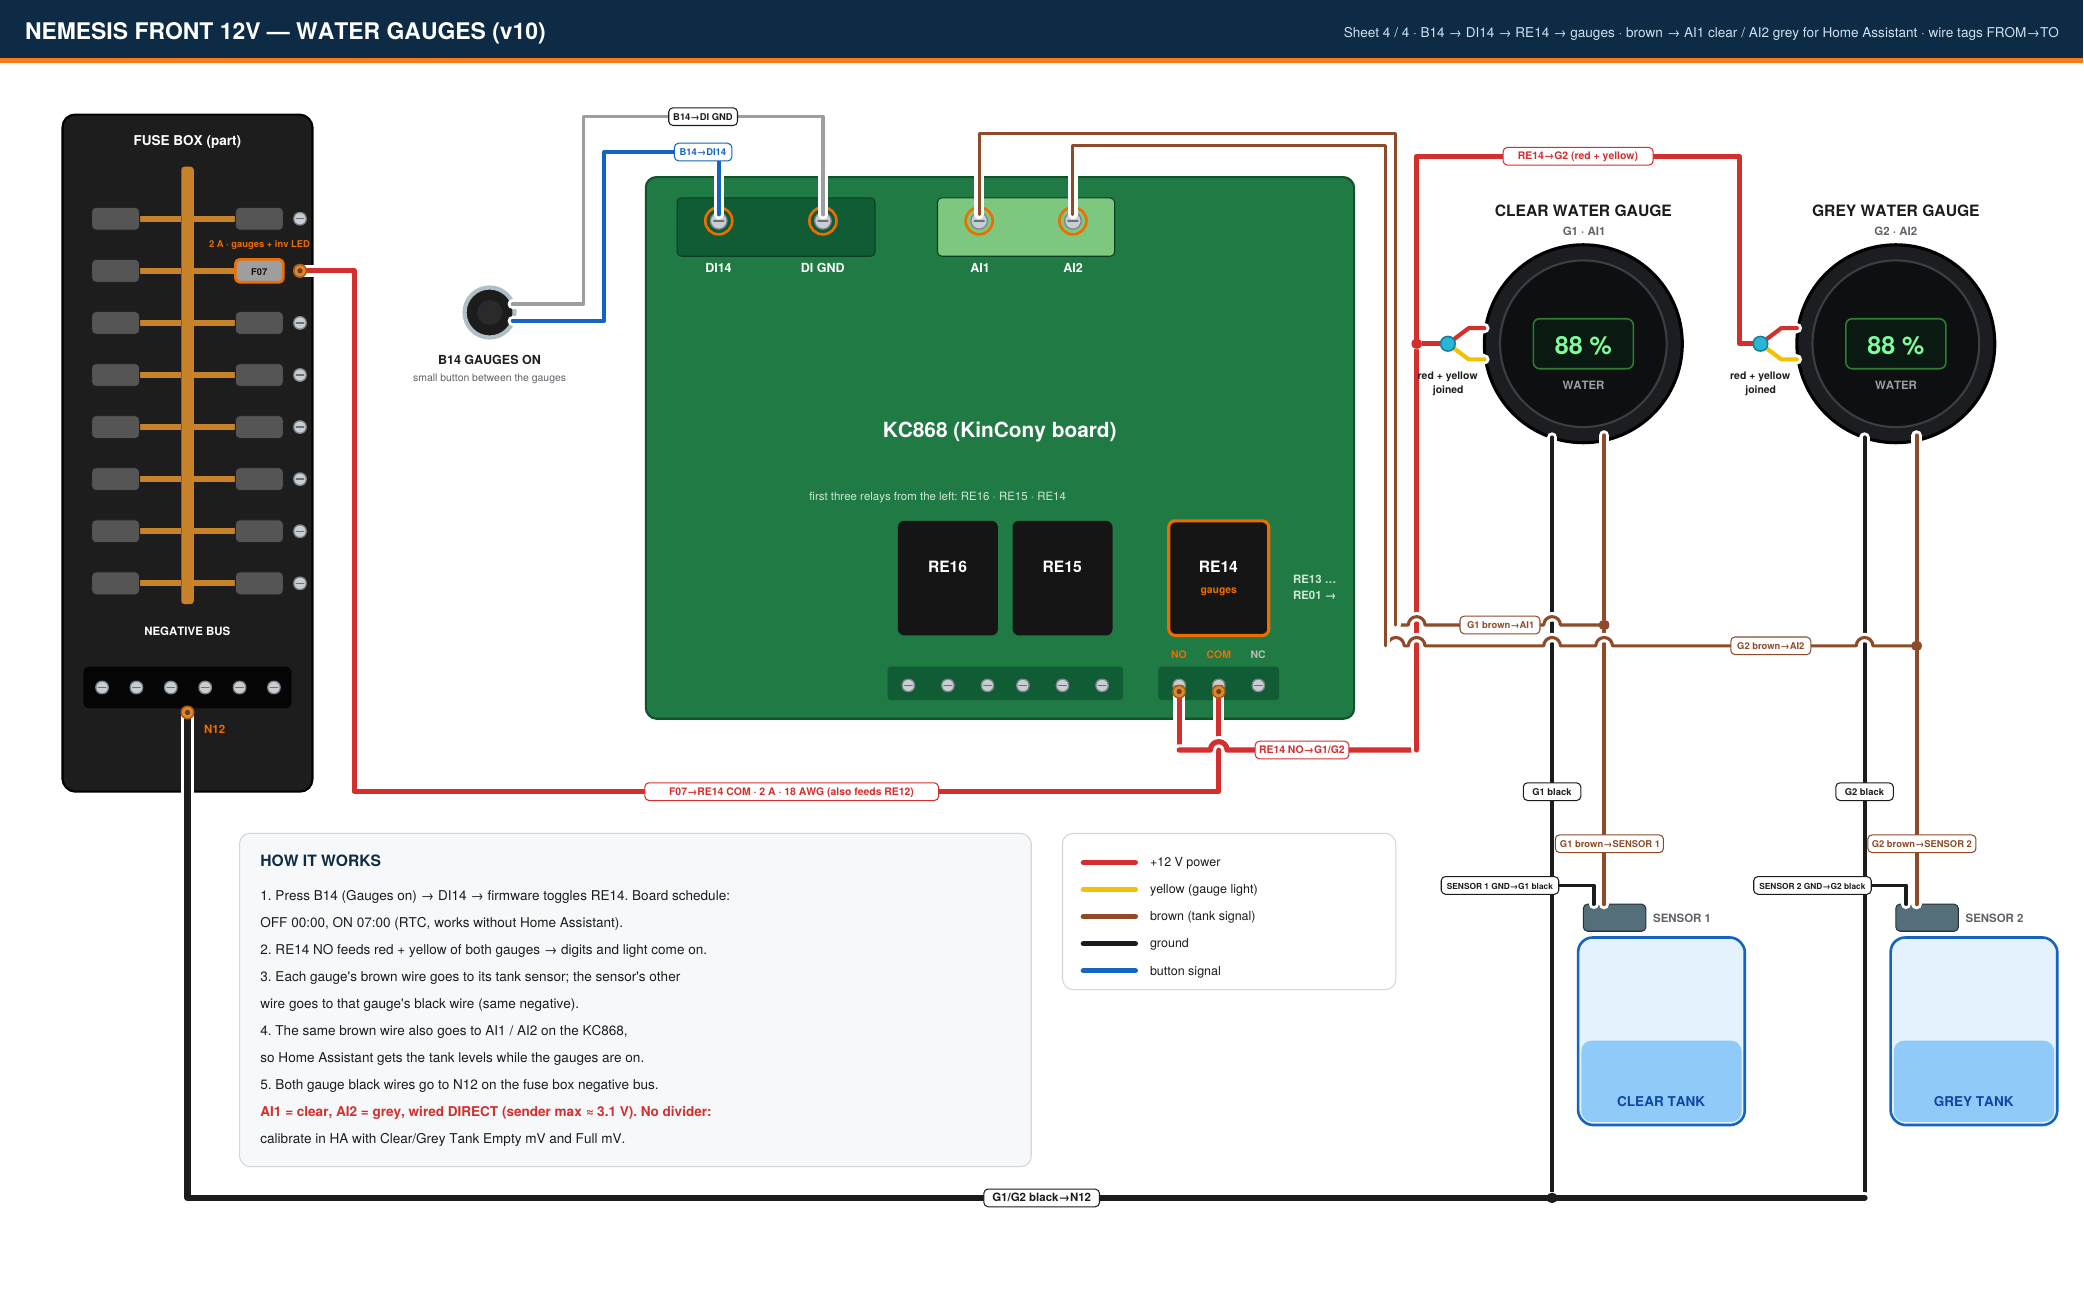 NEMESIS FRONT 12V — WATER GAUGES (v10)
Sheet 4 / 4 · B14 → DI14 → RE14 → gauges · brown → AI1 clear / AI2 grey for Home Assistant · wire tags FROM→TO
FUSE BOX (part)
2 A · gauges + inv LED
F07
NEGATIVE BUS
N12
B14→DI GND
B14→DI14
B14 GAUGES ON
small button between the gauges
DI14
DI GND
AI1
AI2
KC868 (KinCony board)
first three relays from the left: RE16 · RE15 · RE14
RE16
RE15
RE14
gauges
RE13 ...
RE01 →
NO
COM
NC
RE14 NO→G1/G2
F07→RE14 COM · 2 A · 18 AWG (also feeds RE12)
RE14→G2 (red + yellow)
CLEAR WATER GAUGE
G1 · AI1
88 %
WATER
red + yellow
joined
GREY WATER GAUGE
G2 · AI2
88 %
WATER
red + yellow
joined
G1 brown→AI1
G2 brown→AI2
G1 black
G2 black
G1 brown→SENSOR 1
G2 brown→SENSOR 2
SENSOR 1 GND→G1 black
SENSOR 2 GND→G2 black
SENSOR 1
SENSOR 2
CLEAR TANK
GREY TANK
HOW IT WORKS
1. Press B14 (Gauges on) → DI14 → firmware toggles RE14. Board schedule:
OFF 00:00, ON 07:00 (RTC, works without Home Assistant).
2. RE14 NO feeds red + yellow of both gauges → digits and light come on.
3. Each gauge's brown wire goes to its tank sensor; the sensor's other
wire goes to that gauge's black wire (same negative).
4. The same brown wire also goes to AI1 / AI2 on the KC868,
so Home Assistant gets the tank levels while the gauges are on.
5. Both gauge black wires go to N12 on the fuse box negative bus.
AI1 = clear, AI2 = grey, wired DIRECT (sender max ≈ 3.1 V). No divider:
calibrate in HA with Clear/Grey Tank Empty mV and Full mV.
+12 V power
yellow (gauge light)
brown (tank signal)
ground
button signal
G1/G2 black→N12